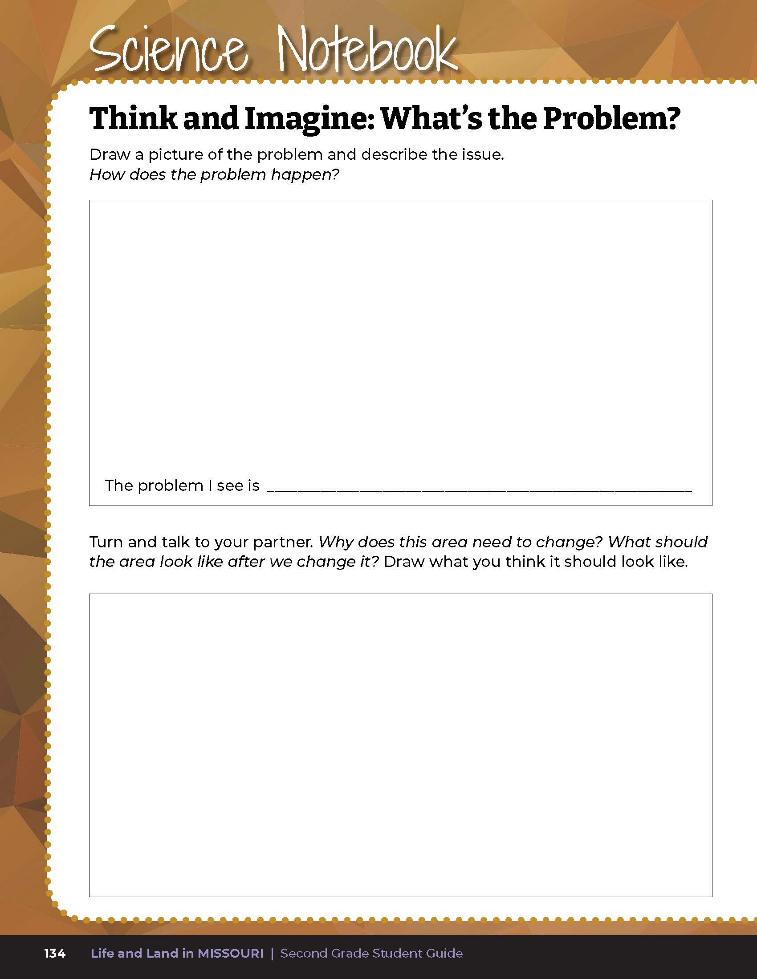 Science Notebook
Think and Imagine: What's the Problem?
Draw a picture of the problem and describe the issue.
How does the problem happen?
The problem I see is ______________________________________________
Turn and talk to your partner. Why does this area need to change? What should
the area look like after we change it? Draw what you think it should look like.
134 Life and Land in MISSOURI | Second Grade Student Guide